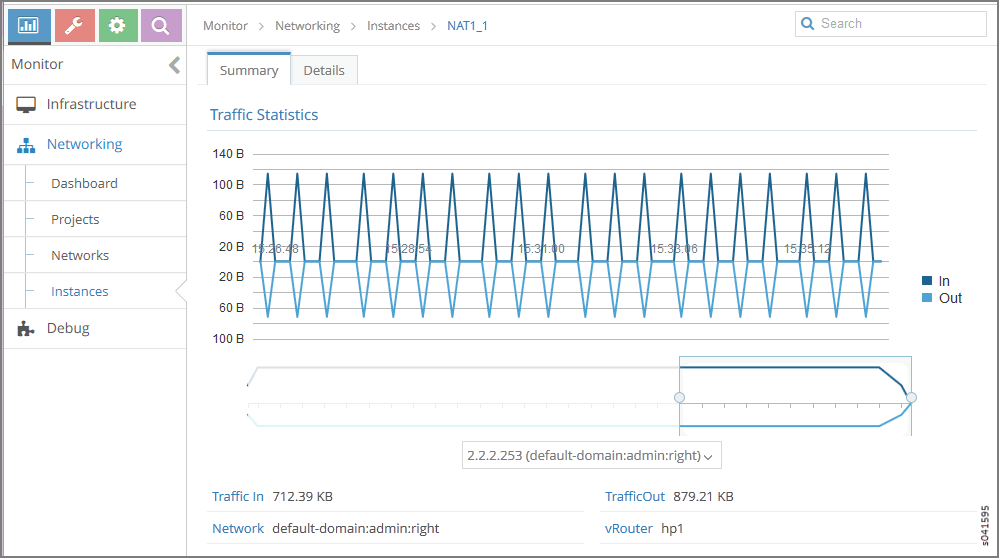 Monitor > Networking > Instances > NAT1_1
Search
Monitor
Summary Details
Infrastructure
Networking
Dashboard
Projects
Networks
Instances
Debug
Traffic Statistics
140 B
100 B
60 B
20 B
15:26:48 15:28:54 15:31:00 15:33:06 15:35:12
20 B
60 B
100 B
In
Out
2.2.2.253 (default-domain:admin:right)
Traffic In 712.39 KB TrafficOut 879.21 KB
Network default-domain:admin:right vRouter hp1
s041595